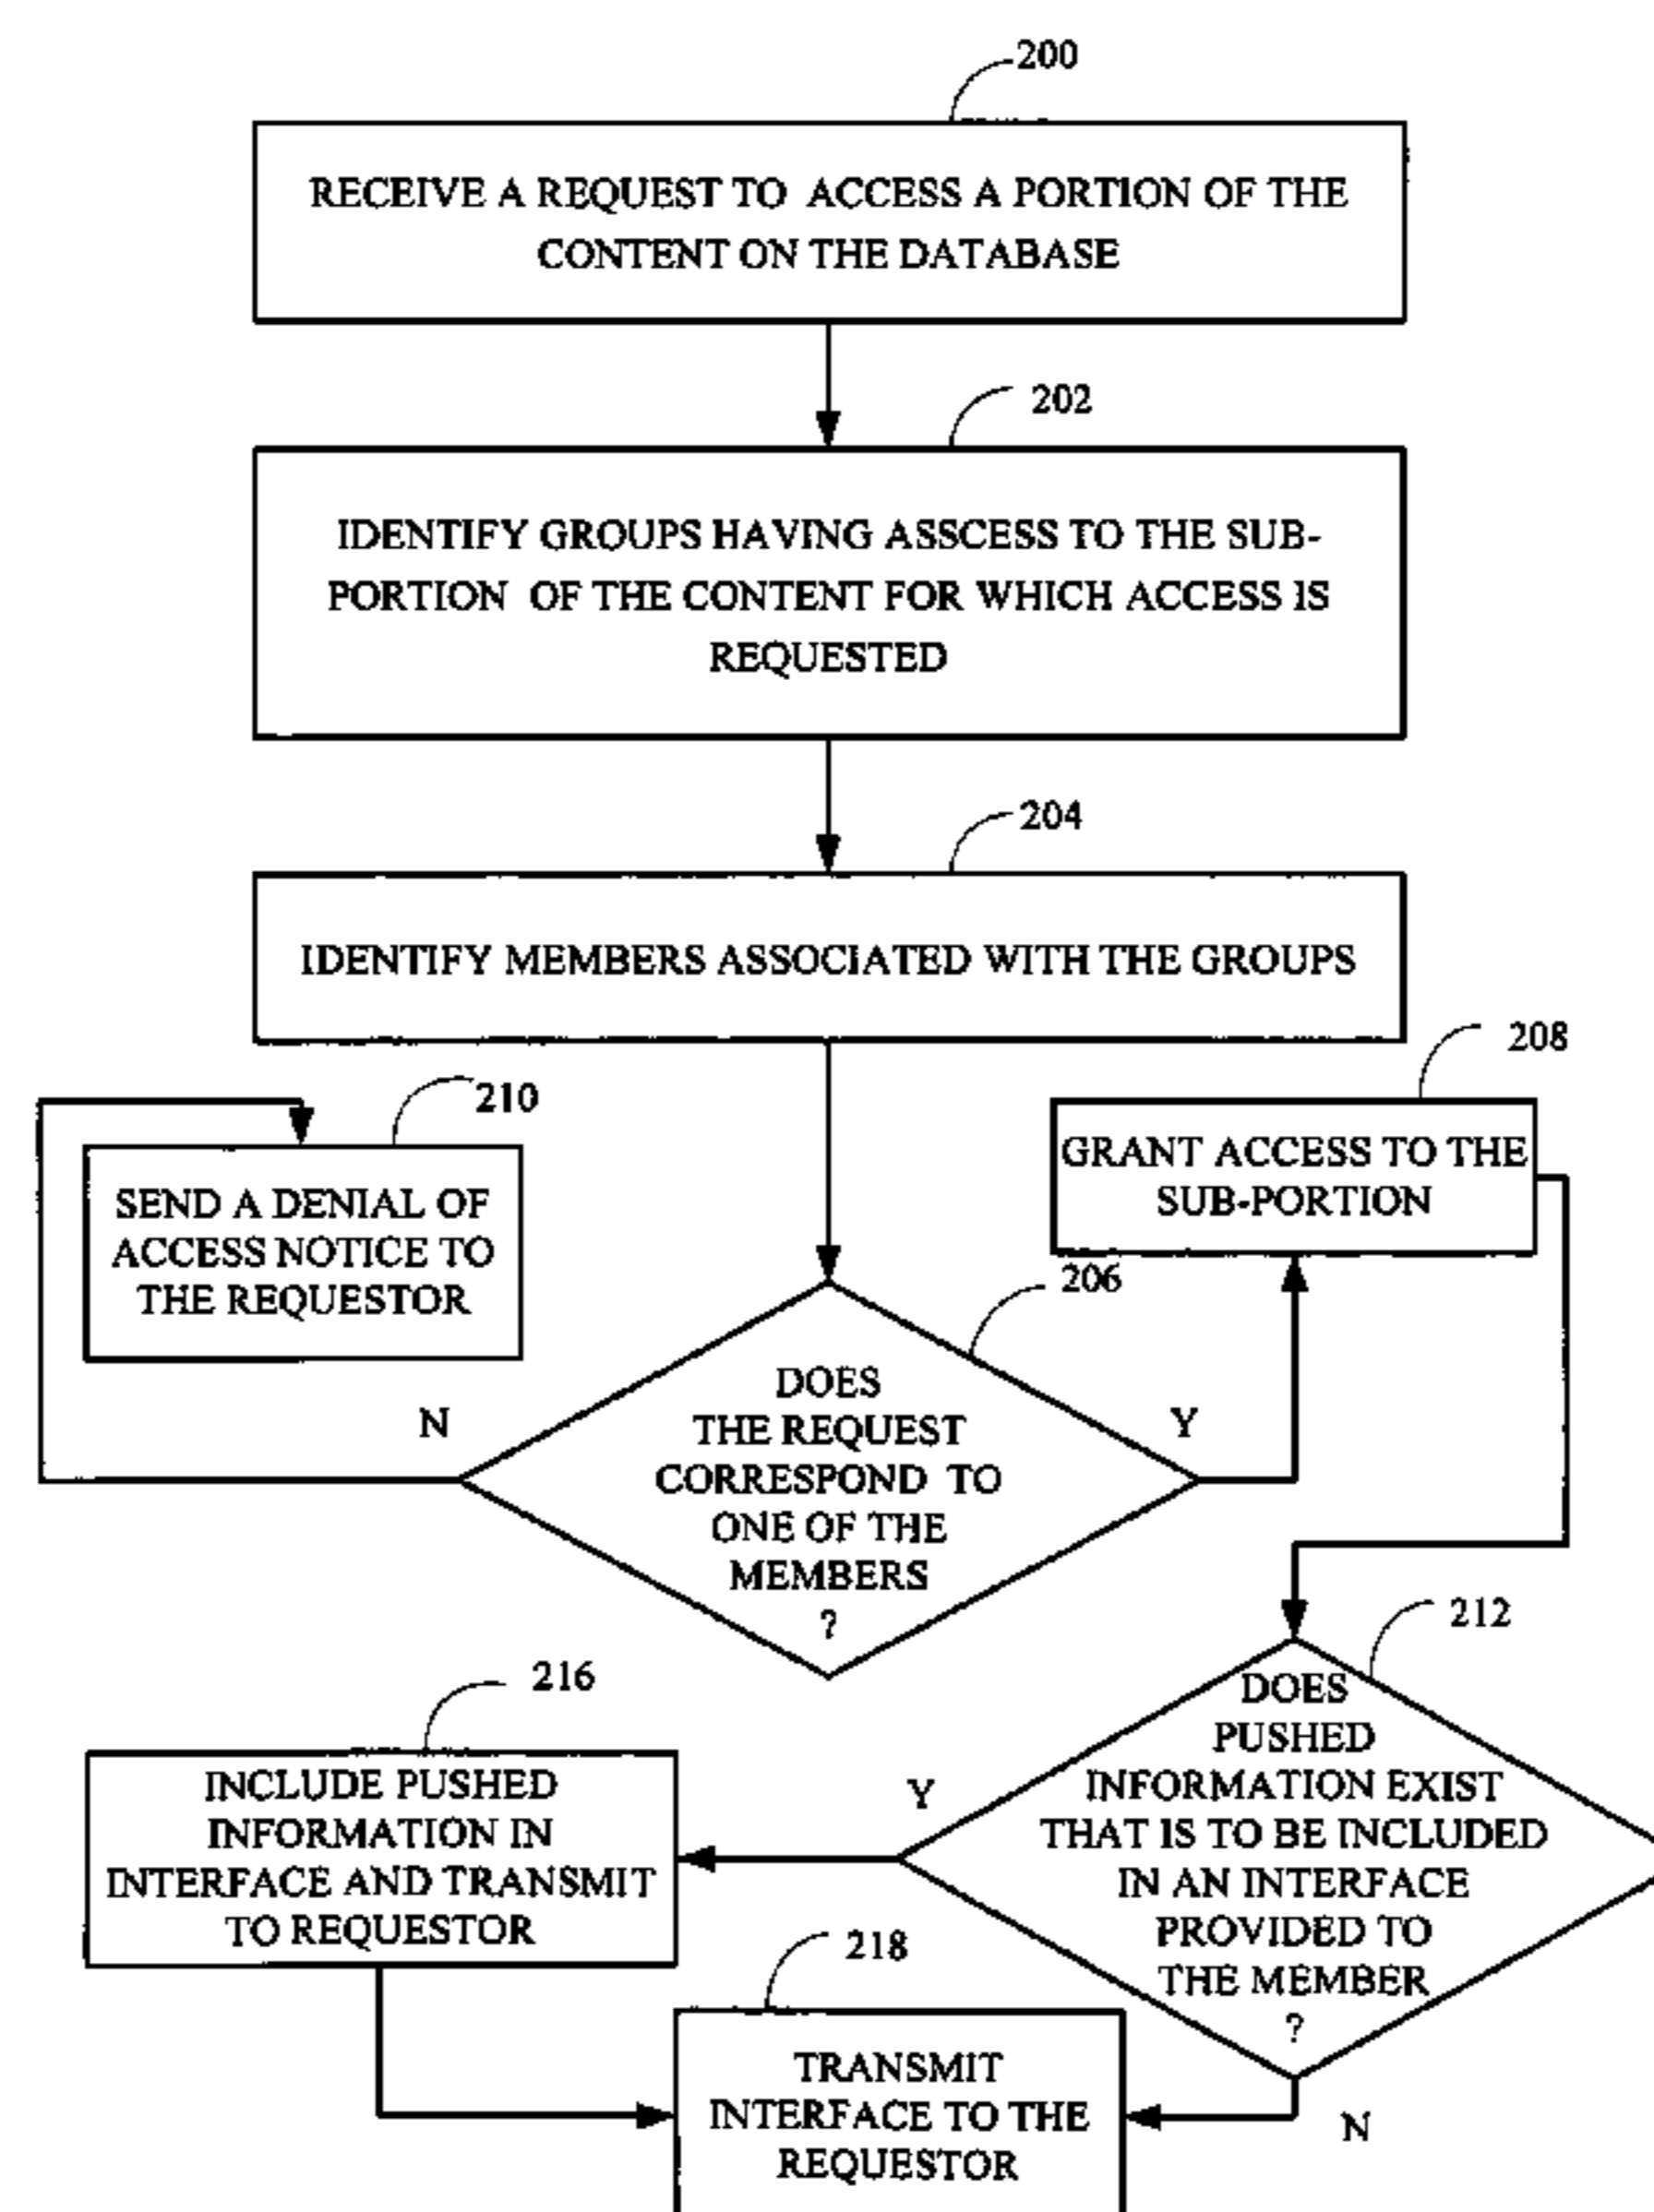 200
RECEIVE A REQUEST TO ACCESS A PORTION OF THE
CONTENT ON THE DATABASE
202
IDENTIFY GROUPS HAVING ASSCESS TO THE SUB-
PORTION OF THE CONTENT FOR WHICH ACCESS IS
REQUESTED
204
IDENTIFY MEMBERS ASSOCIATED WITH THE GROUPS
208
GRANT ACCESS TO THE
SUB-PORTION
210
SEND A DENIAL OF
ACCESS NOTICE TO
THE REQUESTOR
206
DOES
THE REQUEST
CORRESPOND TO
ONE OF THE
MEMBERS
?
N
Y
212
DOES
PUSHED
INFORMATION EXIST
THAT IS TO BE INCLUDED
IN AN INTERFACE
PROVIDED TO
THE MEMBER
?
Y
N
216
INCLUDE PUSHED
INFORMATION IN
INTERFACE AND TRANSMIT
TO REQUESTOR
218
TRANSMIT
INTERFACE TO THE
REQUESTOR